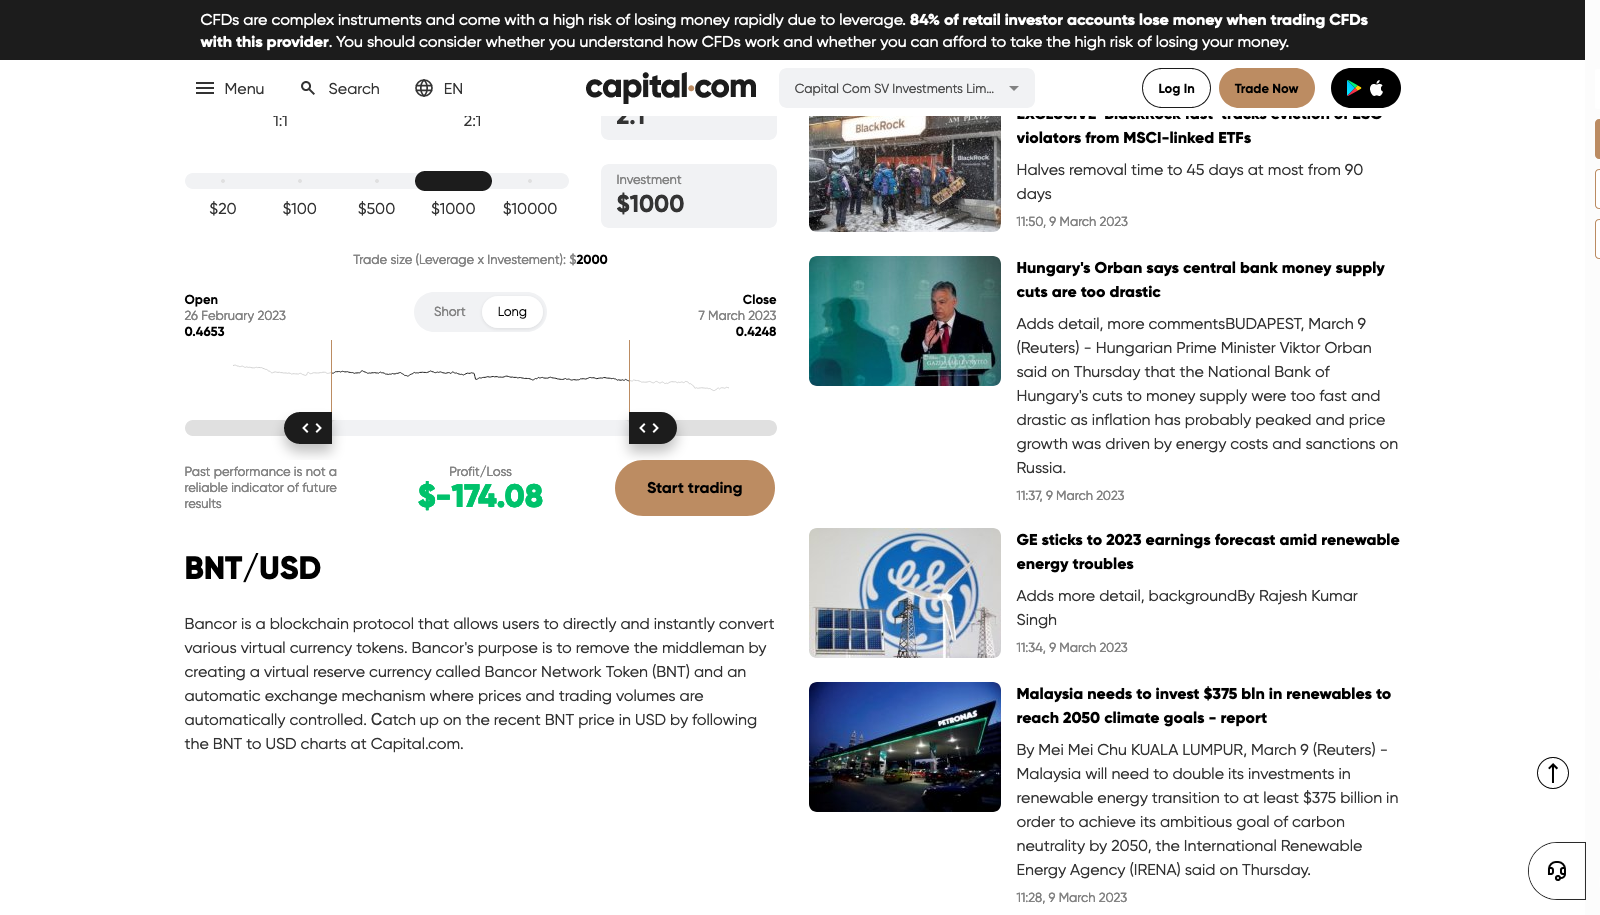 CFDs are complex instruments and come with a high risk of losing money rapidly due to leverage. 84% of retail investor accounts lose money when trading CFDs
with this provider. You should consider whether you understand how CFDs work and whether you can afford to take the high risk of losing your money.
Menu
Search
EN
capital.com
Capital Com SV Investments Lim...
Log In
Trade Now
1:1
2:1
2:1
$20
$100
$500
$1000
$10000
Investment
$1000
Trade size (Leverage x Investement): $2000
Open
26 February 2023
0.4653
Short
Long
Close
7 March 2023
0.4248
Past performance is not a
reliable indicator of future
results
Profit/Loss
$-174.08
Start trading
BNT/USD
Bancor is a blockchain protocol that allows users to directly and instantly convert
various virtual currency tokens. Bancor's purpose is to remove the middleman by
creating a virtual reserve currency called Bancor Network Token (BNT) and an
automatic exchange mechanism where prices and trading volumes are
automatically controlled. Catch up on the recent BNT price in USD by following
the BNT to USD charts at Capital.com.
BlackRock
BlackRock
EXCLUSIVE-BlackRock fast-tracks eviction of ESG
violators from MSCI-linked ETFs
Halves removal time to 45 days at most from 90
days
11:50, 9 March 2023
Hungary's Orban says central bank money supply
cuts are too drastic
Adds detail, more commentsBUDAPEST, March 9
(Reuters) - Hungarian Prime Minister Viktor Orban
said on Thursday that the National Bank of
Hungary's cuts to money supply were too fast and
drastic as inflation has probably peaked and price
growth was driven by energy costs and sanctions on
Russia.
11:37, 9 March 2023
GE sticks to 2023 earnings forecast amid renewable
energy troubles
Adds more detail, backgroundBy Rajesh Kumar
Singh
11:34, 9 March 2023
PETRONAS
Malaysia needs to invest $375 bln in renewables to
reach 2050 climate goals - report
By Mei Mei Chu KUALA LUMPUR, March 9 (Reuters) -
Malaysia will need to double its investments in
renewable energy transition to at least $375 billion in
order to achieve its ambitious goal of carbon
neutrality by 2050, the International Renewable
Energy Agency (IRENA) said on Thursday.
11:28, 9 March 2023